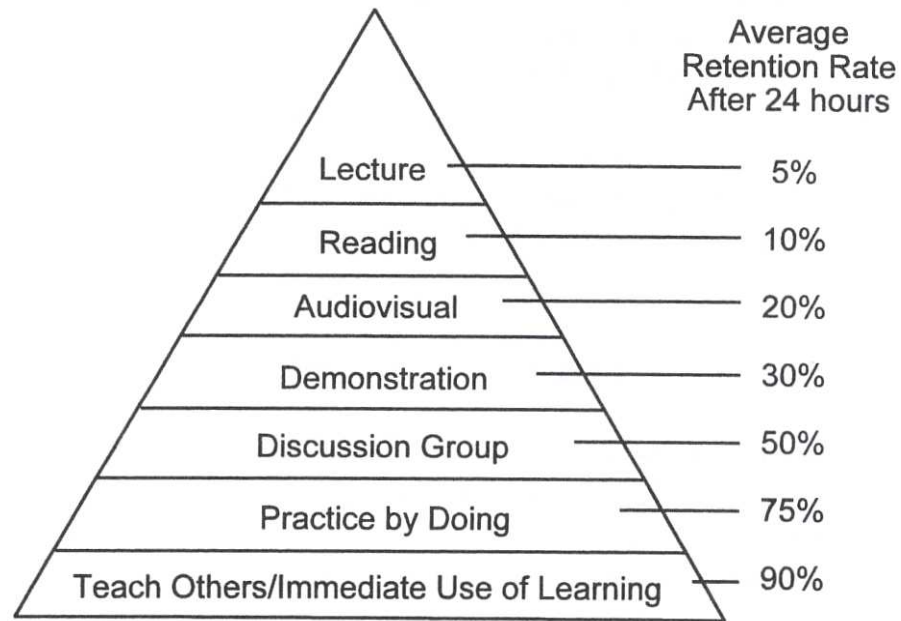 Average
Retention Rate
After 24 hours
Lecture 5%
Reading 10%
Audiovisual 20%
Demonstration 30%
Discussion Group 50%
Practice by Doing 75%
Teach Others/Immediate Use of Learning 90%